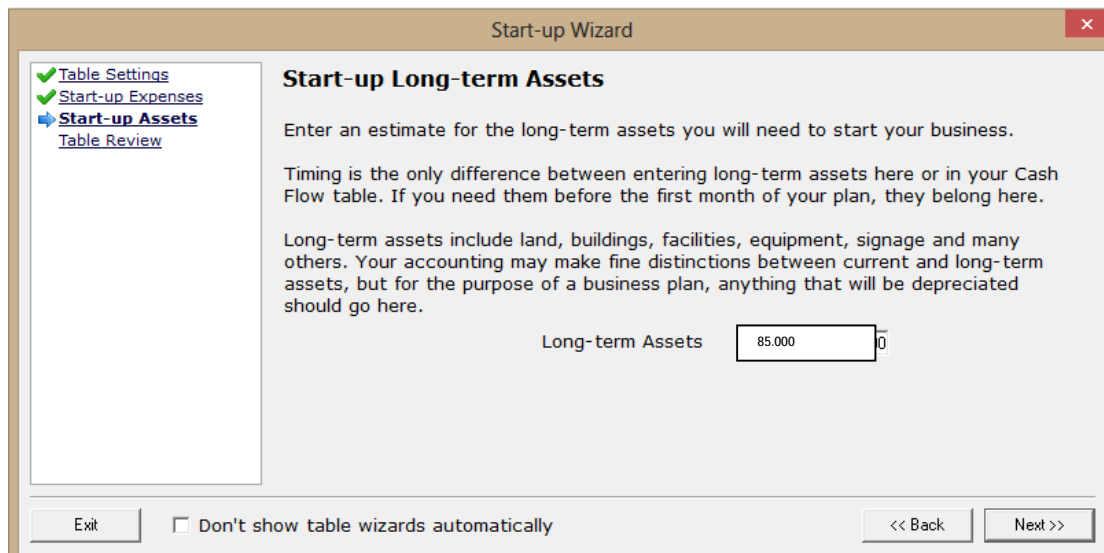 Start-up Wizard
Table Settings
Start-up Expenses
Start-up Assets
Table Review
Start-up Long-term Assets
Enter an estimate for the long-term assets you will need to start your business.
Timing is the only difference between entering long-term assets here or in your Cash
Flow table. If you need them before the first month of your plan, they belong here.
Long-term assets include land, buildings, facilities, equipment, signage and many
others. Your accounting may make fine distinctions between current and long-term
assets, but for the purpose of a business plan, anything that will be depreciated
should go here.
Long-term Assets 85.000
Exit Don't show table wizards automatically << Back Next >>